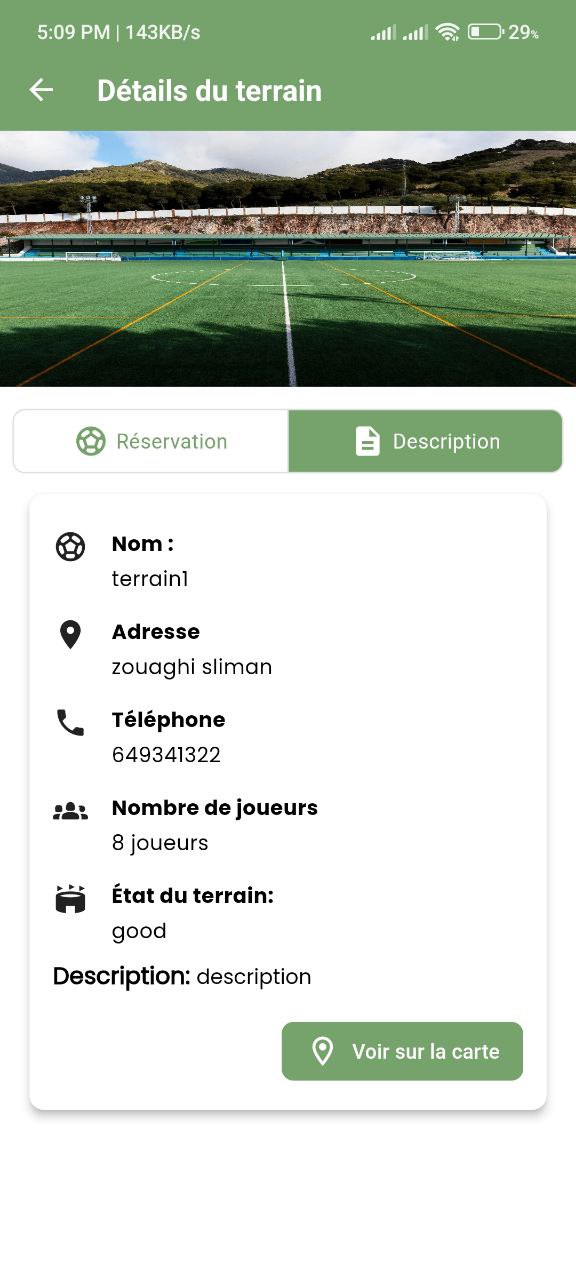 5:09 PM | 143KB/s 29%
Détails du terrain
Réservation Description
Nom :
terrain1
Adresse
zouaghi sliman
Téléphone
649341322
Nombre de joueurs
8 joueurs
État du terrain:
good
Description: description
Voir sur la carte